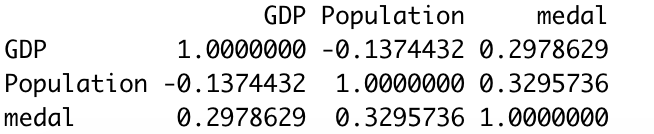 GDP Population medal
GDP 1.0000000 -0.1374432 0.2978629
Population -0.1374432 1.0000000 0.3295736
medal 0.2978629 0.3295736 1.0000000